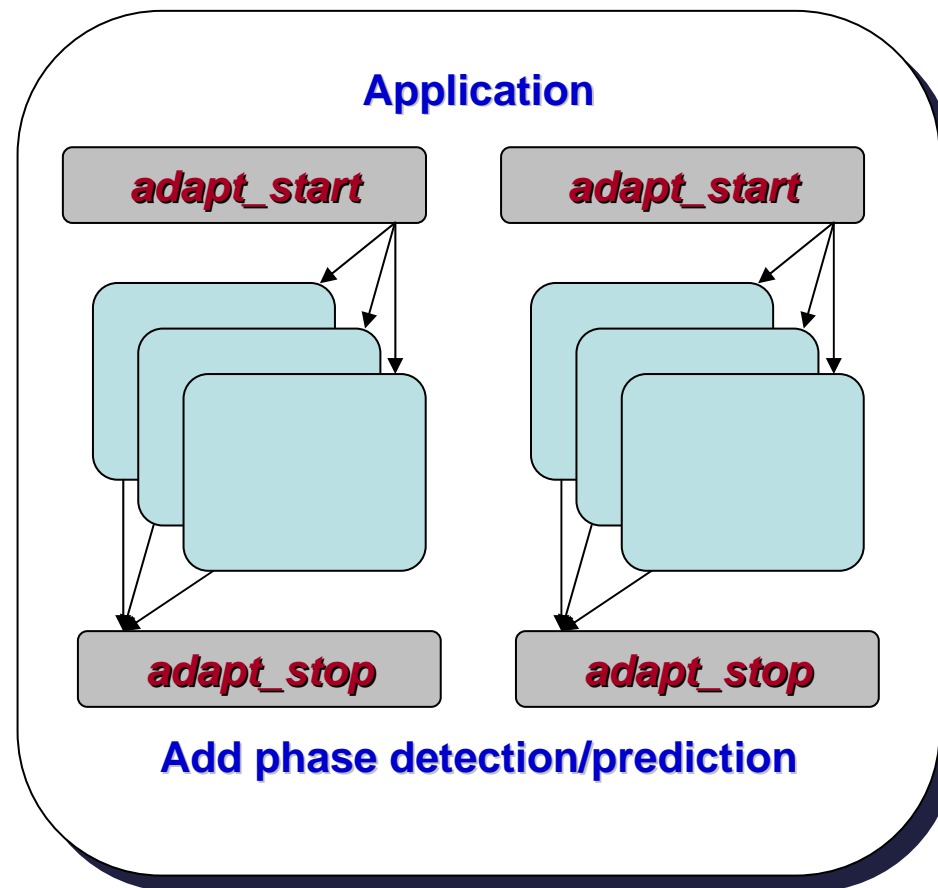 Application
adapt_start
adapt_start
adapt_stop
adapt_stop
Add phase detection/prediction